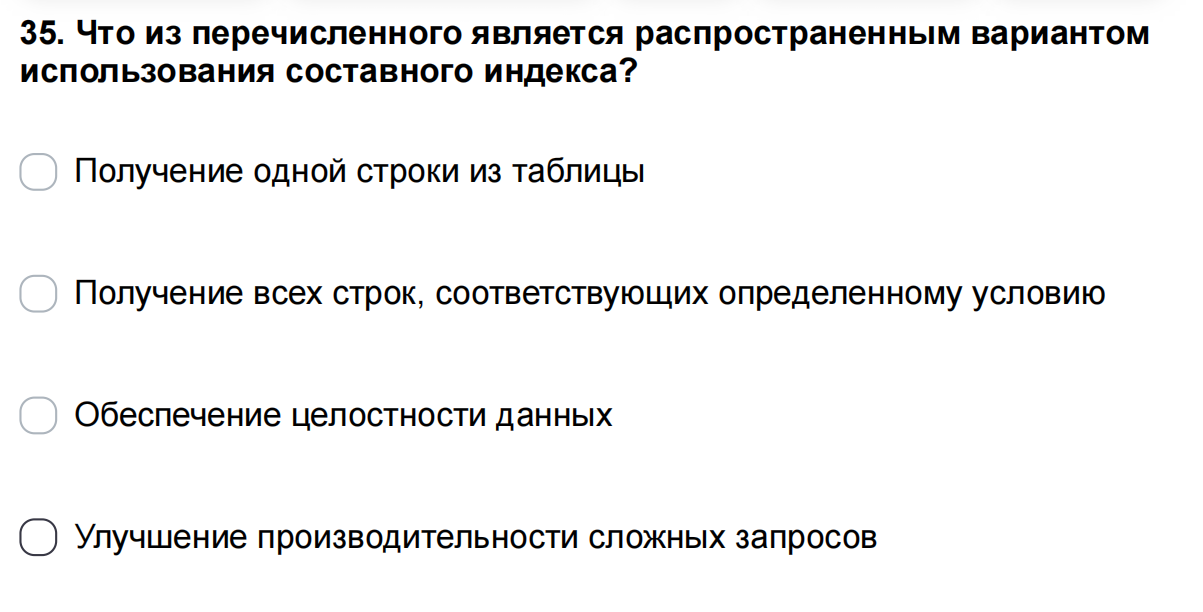 35. Что из перечисленного является распространенным вариантом
использования составного индекса?
Получение одной строки из таблицы
Получение всех строк, соответствующих определенному условию
Обеспечение целостности данных
Улучшение производительности сложных запросов